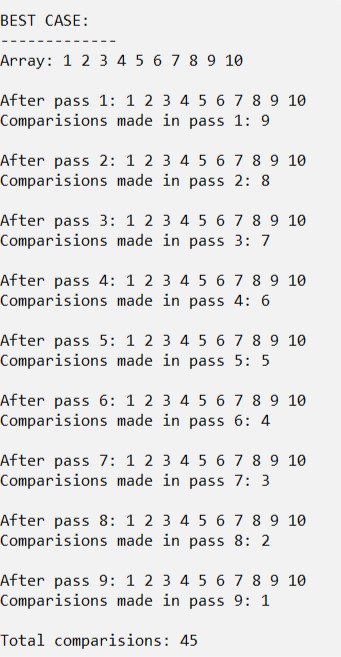 BEST CASE:
-------------
Array: 1 2 3 4 5 6 7 8 9 10
After pass 1: 1 2 3 4 5 6 7 8 9 10
Comparisions made in pass 1: 9
After pass 2: 1 2 3 4 5 6 7 8 9 10
Comparisions made in pass 2: 8
After pass 3: 1 2 3 4 5 6 7 8 9 10
Comparisions made in pass 3: 7
After pass 4: 1 2 3 4 5 6 7 8 9 10
Comparisions made in pass 4: 6
After pass 5: 1 2 3 4 5 6 7 8 9 10
Comparisions made in pass 5: 5
After pass 6: 1 2 3 4 5 6 7 8 9 10
Comparisions made in pass 6: 4
After pass 7: 1 2 3 4 5 6 7 8 9 10
Comparisions made in pass 7: 3
After pass 8: 1 2 3 4 5 6 7 8 9 10
Comparisions made in pass 8: 2
After pass 9: 1 2 3 4 5 6 7 8 9 10
Comparisions made in pass 9: 1
Total comparisions: 45